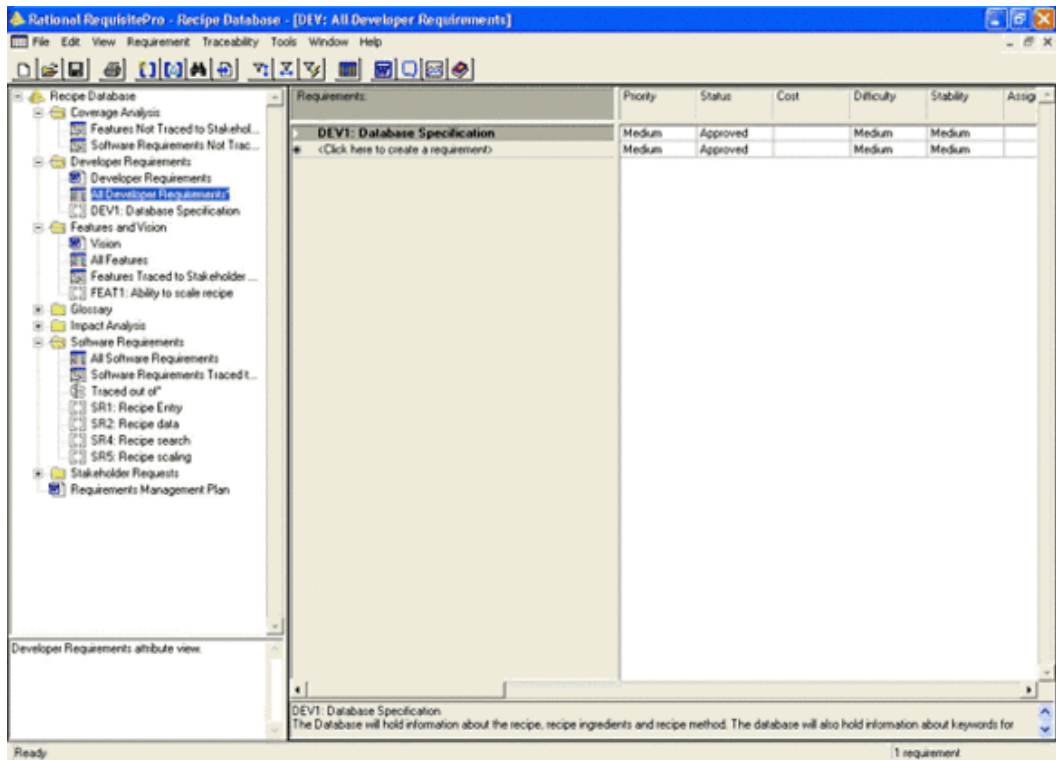 Rational RequisitePro - Recipe Database - [DEV: All Developer Requirements]
File Edit View Requirement Traceability Tools Window Help
Recipe Database
Coverage Analysis
Features Not Traced to Stakehol...
Software Requirements Not Trac...
Developer Requirements
Developer Requirements
All Developer Requirements*
DEV1: Database Specification
Features and Vision
Vision
All Features
Features Traced to Stakeholder ...
FEAT1: Ability to scale recipe
Glossary
Impact Analysis
Software Requirements
All Software Requirements
Software Requirements Traced t...
Traced out of*
SR1: Recipe Entry
SR2: Recipe data
SR4: Recipe search
SR5: Recipe scaling
Stakeholder Requests
Requirements Management Plan
Developer Requirements attribute view.
Requirements: Priority Status Cost Difficulty Stability Assig
DEV1: Database Specification Medium Approved Medium Medium
<Click here to create a requirement> Medium Approved Medium Medium
DEV1: Database Specification
The Database will hold information about the recipe, recipe ingredients and recipe method. The database will also hold information about keywords for
Ready 1 requirement